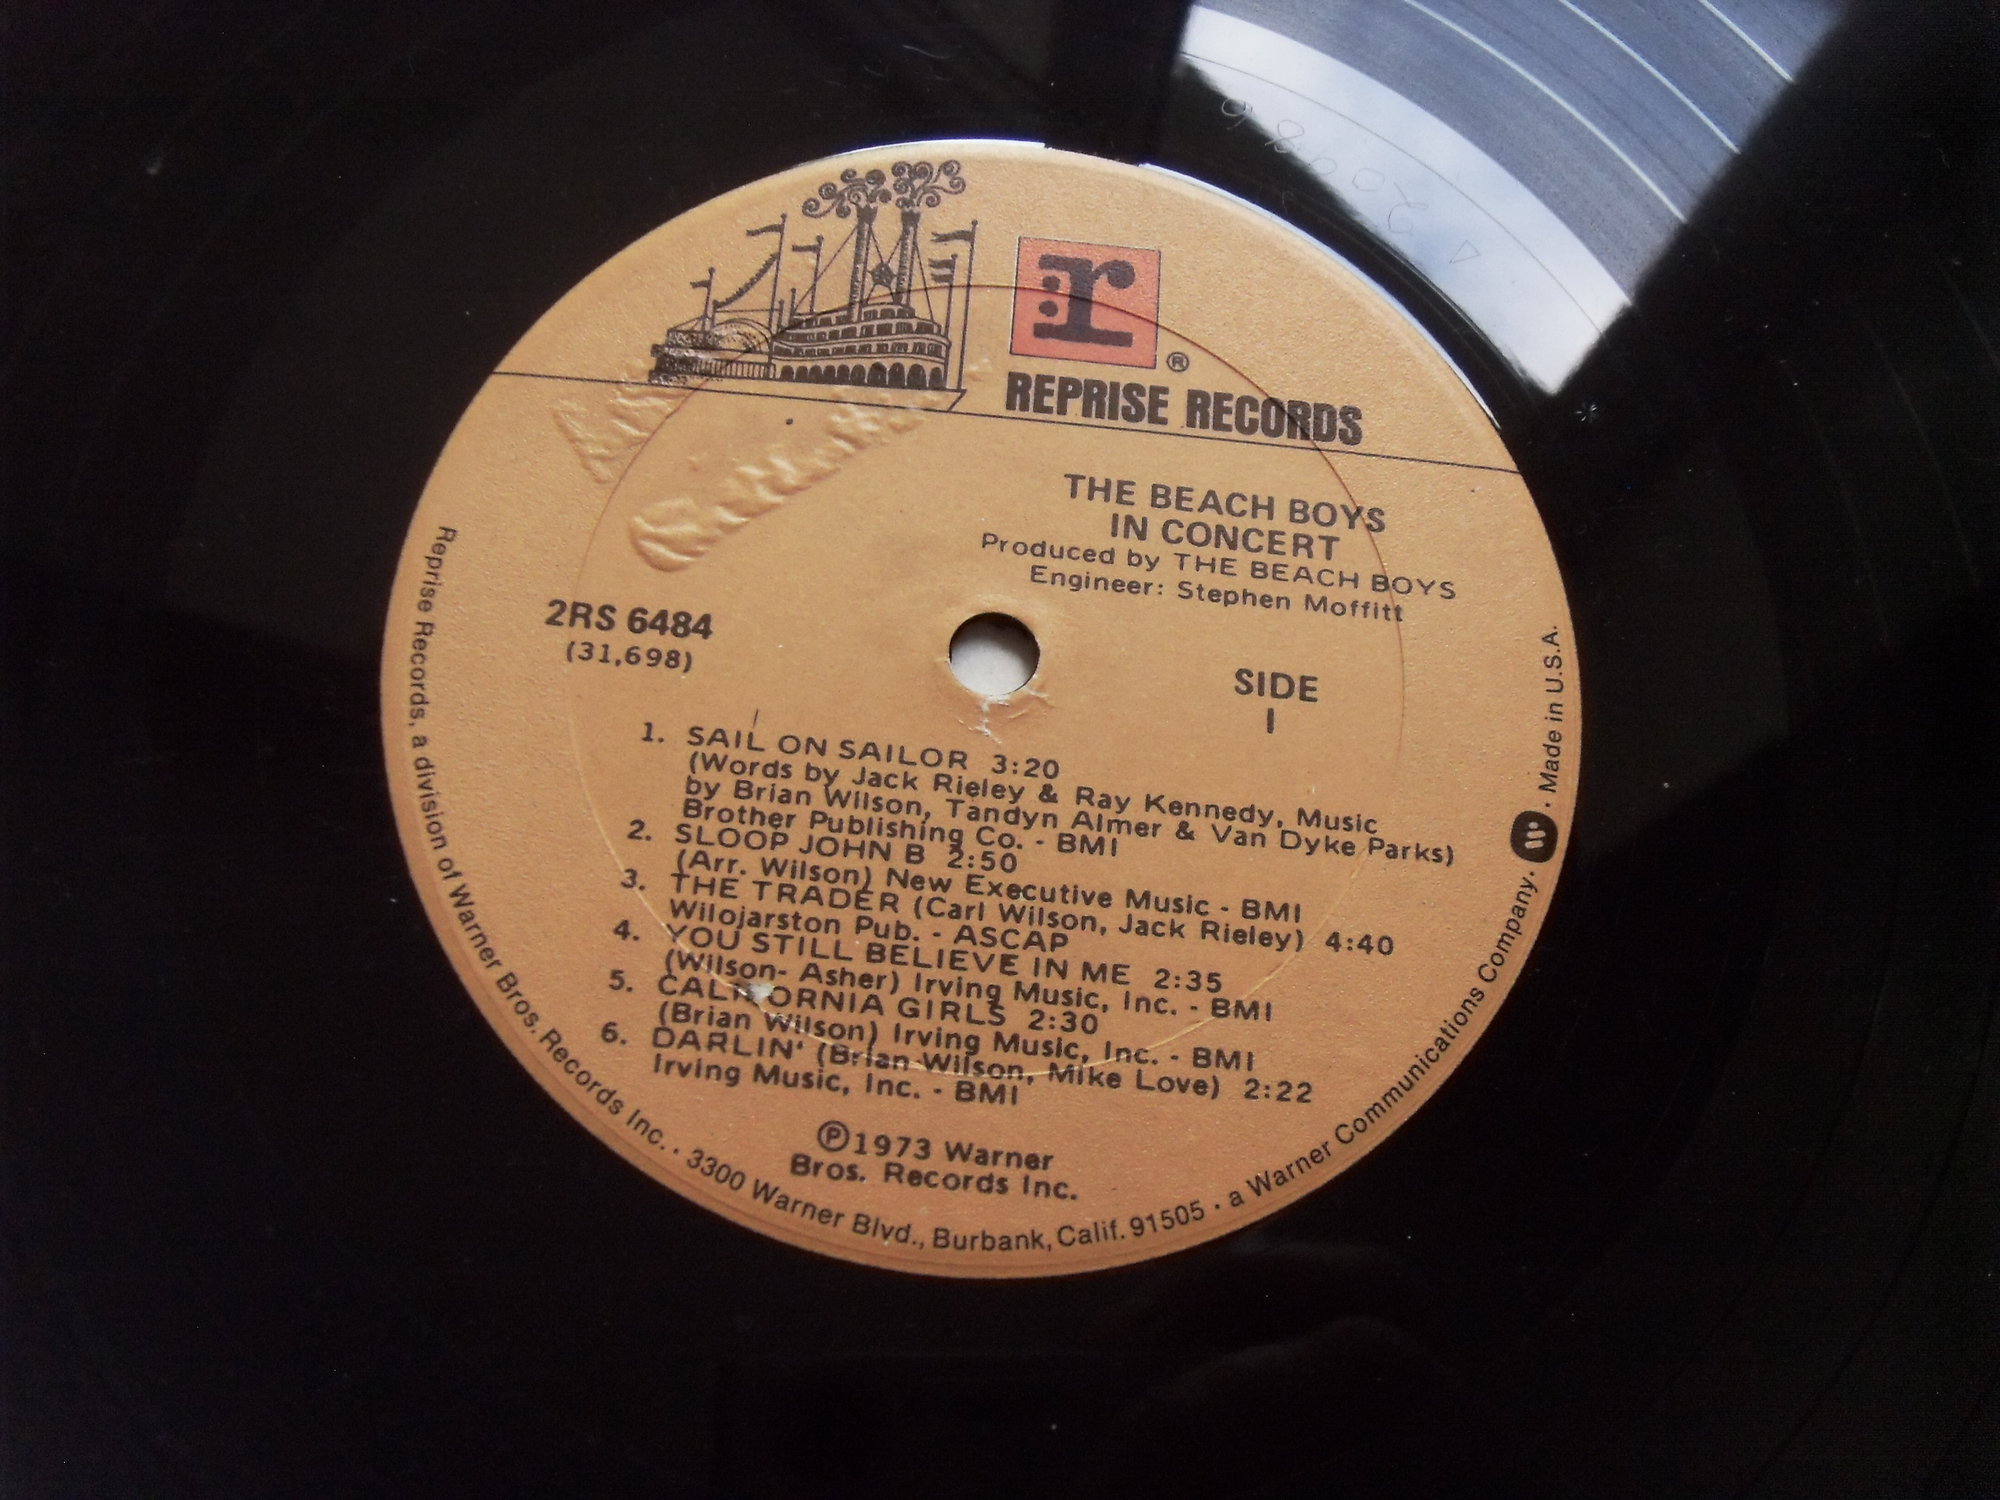 r
®
REPRISE RECORDS
THE BEACH BOYS
IN CONCERT
Produced by THE BEACH BOYS
Engineer: Stephen Moffitt
2RS 6484
(31,698)
SIDE
1
1. SAIL ON SAILOR 3:20
(Words by Jack Rieley & Ray Kennedy, Music
by Brian Wilson, Tandyn Almer & Van Dyke Parks)
Brother Publishing Co. - BMI
2. SLOOP JOHN B 2:50
(Arr. Wilson) New Executive Music - BMI
3. THE TRADER (Carl Wilson, Jack Rieley) 4:40
Wilojarston Pub. - ASCAP
4. YOU STILL BELIEVE IN ME 2:35
(Wilson- Asher) Irving Music, Inc. - BMI
5. CALIFORNIA GIRLS 2:30
(Brian Wilson) Irving Music, Inc. - BMI
6. DARLIN' (Brian Wilson, Mike Love) 2:22
Irving Music, Inc. - BMI
℗1973 Warner
Bros. Records Inc.
Reprise Records, a division of Warner Bros. Records Inc. · 3300 Warner Blvd., Burbank, Calif. 91505 · a Warner Communications Company · W · Made in U.S.A.